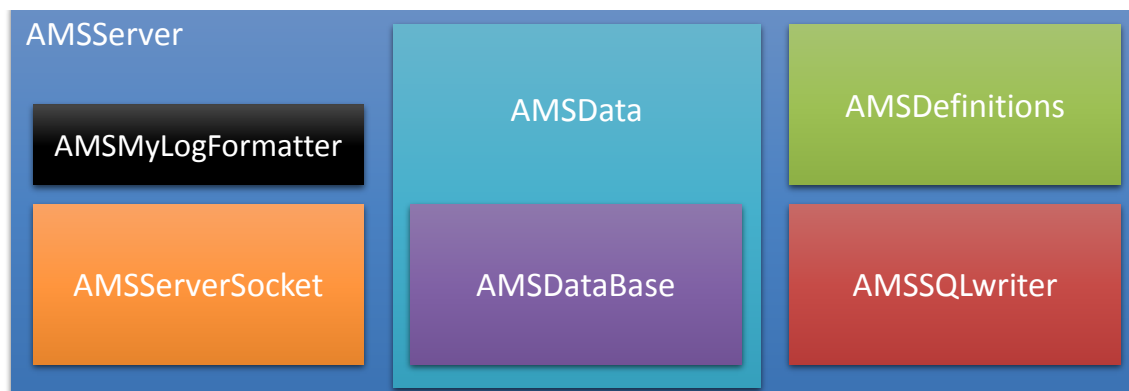 AMSServer
AMSMyLogFormatter
AMSServerSocket
AMSData
AMSDataBase
AMSDefinitions
AMSSQLwriter